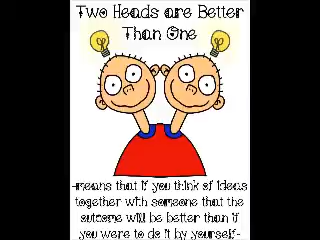 Two Heads are Better
Than One
-means that if you think of ideas
together with someone that the
outcome will be better than if
you were to do it by yourself-